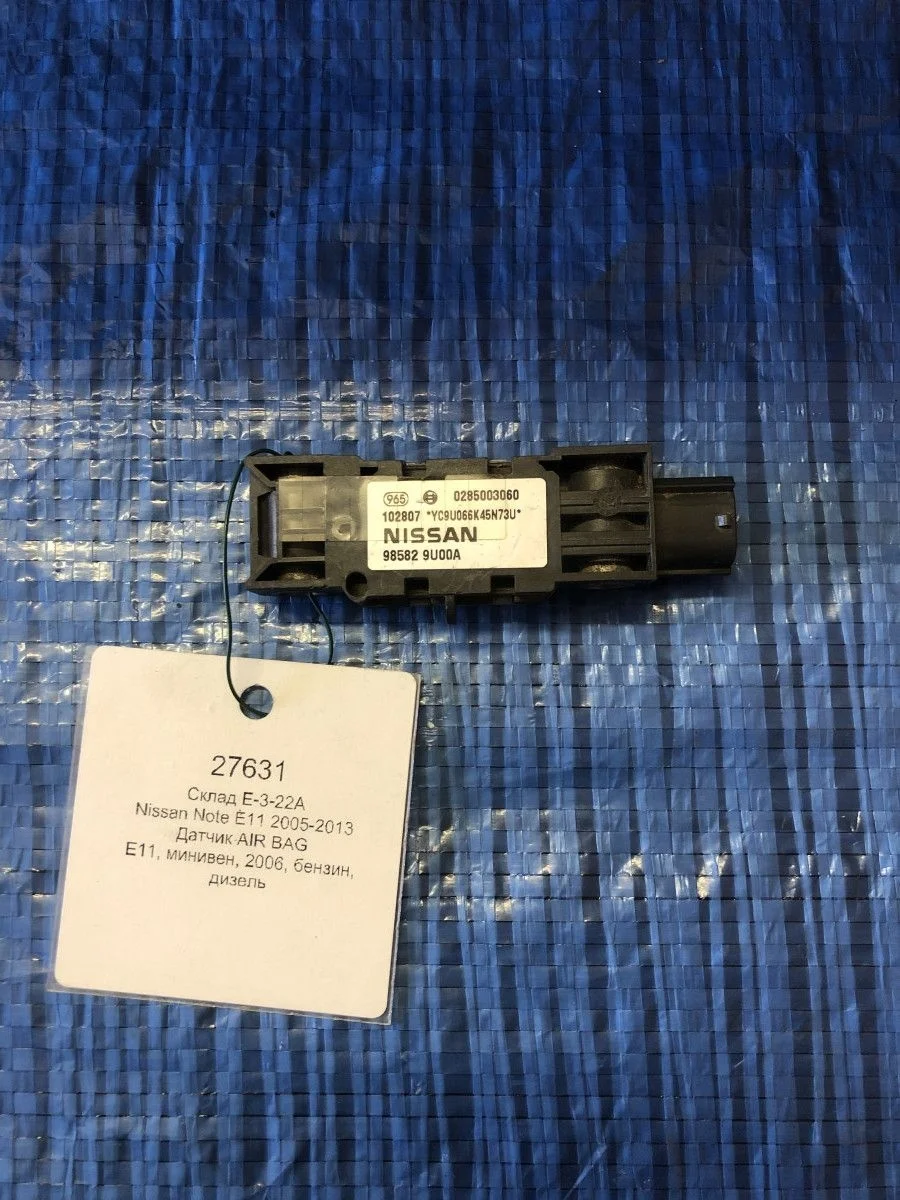 965 0285003060
102807 *YC9U066K45N73U*
NISSAN
98582 9U00A
27631
Склад E-3-22A
Nissan Note E11 2005-2013
Датчик AIR BAG
E11, минивен, 2006, бензин,
дизель